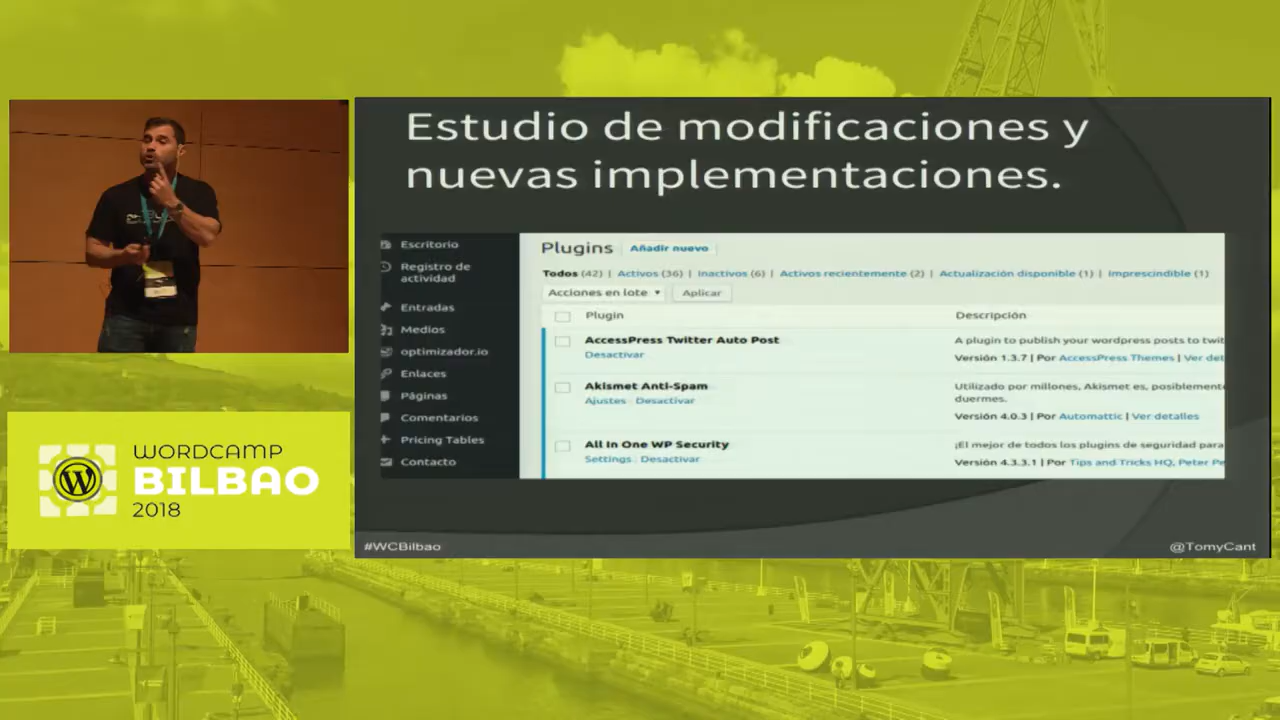 Estudio de modificaciones y
nuevas implementaciones.
Escritorio
Registro de
actividad
Entradas
Medios
optimizador.io
Enlaces
Páginas
Comentarios
Pricing Tables
Contacto
Plugins Añadir nuevo
Todos (42) | Activos (36) | Inactivos (6) | Activos recientemente (2) | Actualización disponible (1) | Imprescindible (1)
Acciones en lote Aplicar
Plugin Descripción
AccessPress Twitter Auto Post
Desactivar
A plugin to publish your wordpress posts to twit
Versión 1.3.7 | Por AccessPress Themes | Ver det
Akismet Anti-Spam
Ajustes Desactivar
Utilizado por millones, Akismet es, posiblemente
duermes.
Versión 4.0.3 | Por Automattic | Ver detalles
All In One WP Security
Settings Desactivar
¡El mejor de todos los plugins de seguridad para
Versión 4.3.3.1 | Por Tips and Tricks HQ, Peter Pe
#WCBilbao @TomyCant
WORDCAMP
BILBAO
2018